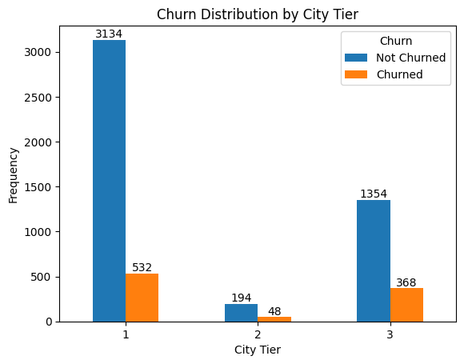 Churn Distribution by City Tier
Churn
Not Churned
Churned
Frequency
3000
2500
2000
1500
1000
500
0
3134
532
194
48
1354
368
1
2
3
City Tier